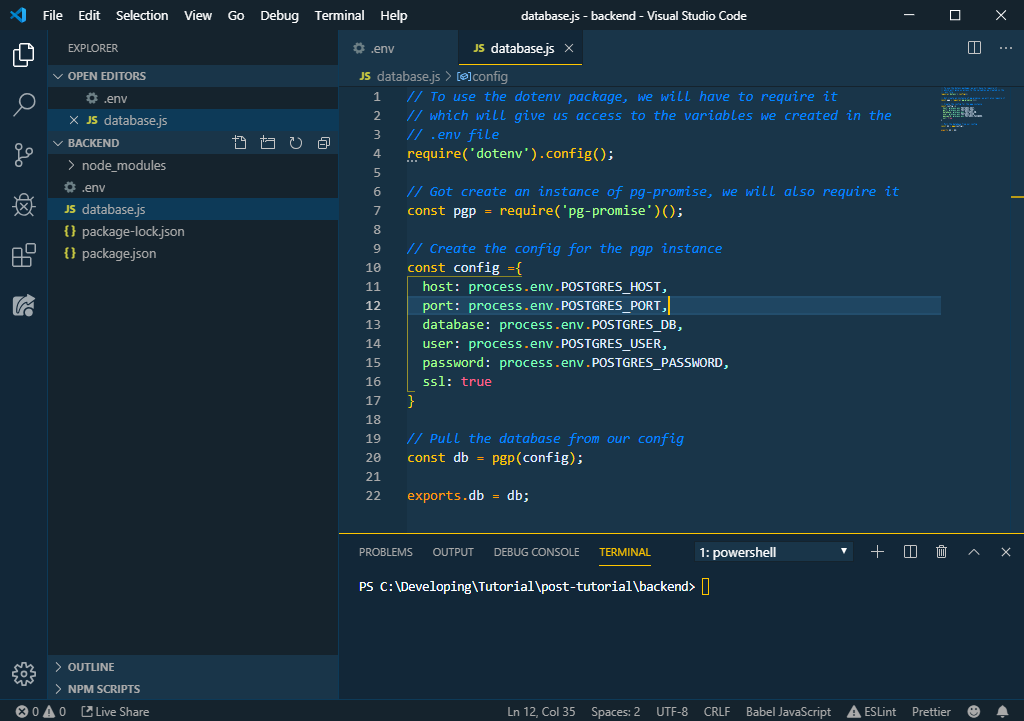 File Edit Selection View Go Debug Terminal Help database.js - backend - Visual Studio Code
EXPLORER
OPEN EDITORS
.env
JS database.js
BACKEND
node_modules
.env
JS database.js
{} package-lock.json
{} package.json
OUTLINE
NPM SCRIPTS
.env JS database.js
JS database.js > config
1 // To use the dotenv package, we will have to require it
2 // which will give us access to the variables we created in the
3 // .env file
4 require('dotenv').config();
5
6 // Got create an instance of pg-promise, we will also require it
7 const pgp = require('pg-promise')();
8
9 // Create the config for the pgp instance
10 const config ={
11 host: process.env.POSTGRES_HOST,
12 port: process.env.POSTGRES_PORT,
13 database: process.env.POSTGRES_DB,
14 user: process.env.POSTGRES_USER,
15 password: process.env.POSTGRES_PASSWORD,
16 ssl: true
17 }
18
19 // Pull the database from our config
20 const db = pgp(config);
21
22 exports.db = db;
PROBLEMS OUTPUT DEBUG CONSOLE TERMINAL 1: powershell
PS C:\Developing\Tutorial\post-tutorial\backend>
0 0 Live Share Ln 12, Col 35 Spaces: 2 UTF-8 CRLF Babel JavaScript ESLint Prettier